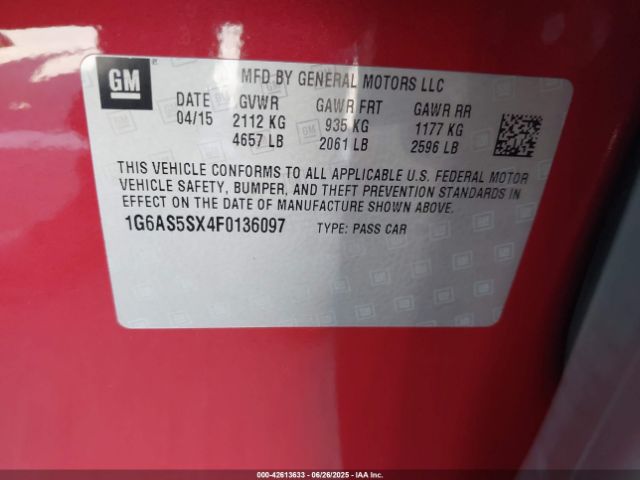 GM
MFD BY GENERAL MOTORS LLC
DATE GVWR GAWR FRT GAWR RR
04/15 2112 KG 935 KG 1177 KG
4657 LB 2061 LB 2596 LB
THIS VEHICLE CONFORMS TO ALL APPLICABLE U.S. FEDERAL MOTOR
VEHICLE SAFETY, BUMPER, AND THEFT PREVENTION STANDARDS IN
EFFECT ON THE DATE OF MANUFACTURE SHOWN ABOVE.
1G6AS5SX4F0136097 TYPE: PASS CAR
000-42613633 - 06/26/2025 - IAA Inc.